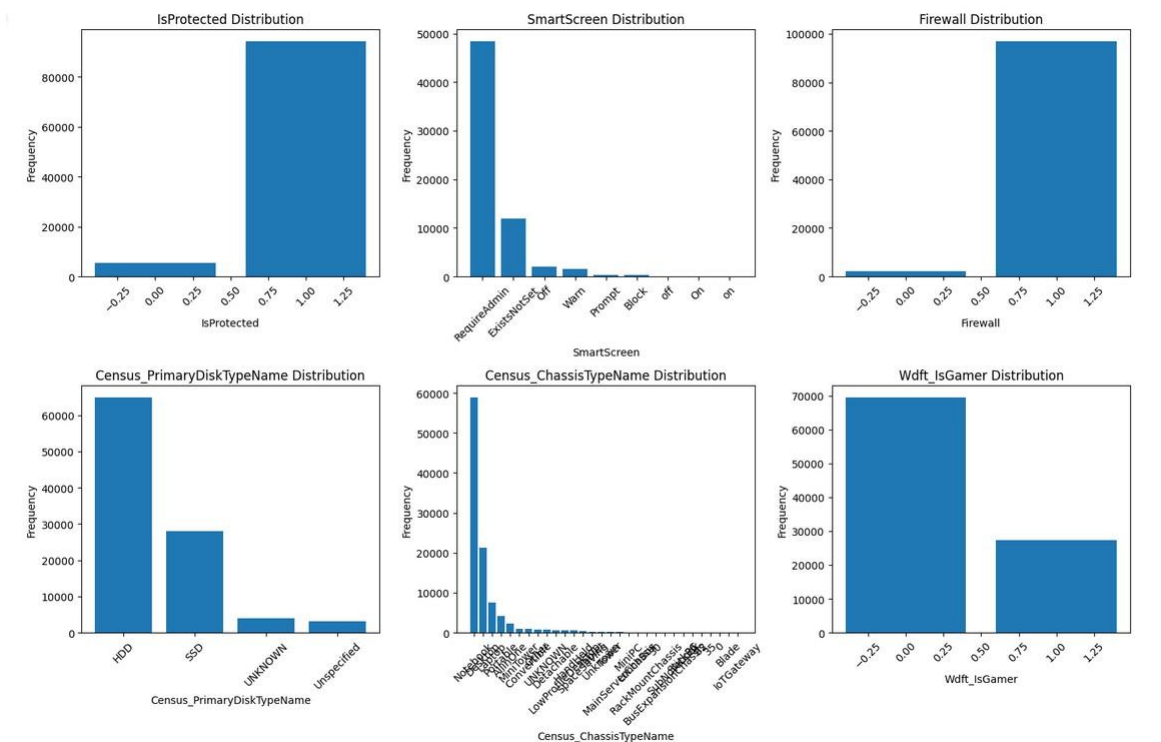 IsProtected Distribution
SmartScreen Distribution
Firewall Distribution
Frequency
80000
60000
40000
20000
0
−0.25
0.00
0.25
0.50
0.75
1.00
1.25
IsProtected
Frequency
50000
40000
30000
20000
10000
0
RequireAdmin
ExistsNotSet
Off
Warn
Prompt
Block
off
On
on
SmartScreen
Frequency
100000
80000
60000
40000
20000
0
−0.25
0.00
0.25
0.50
0.75
1.00
1.25
Firewall
Census_PrimaryDiskTypeName Distribution
Census_ChassisTypeName Distribution
Wdft_IsGamer Distribution
Frequency
60000
50000
40000
30000
20000
10000
0
HDD
SSD
UNKNOWN
Unspecified
Census_PrimaryDiskTypeName
Frequency
60000
50000
40000
30000
20000
10000
0
Notebook
UNKNOWN
Detachable
MiniPC
RackMountChassis
35
0
Blade
IoTGateway
Census_ChassisTypeName
Frequency
70000
60000
50000
40000
30000
20000
10000
0
−0.25
0.00
0.25
0.50
0.75
1.00
1.25
Wdft_IsGamer